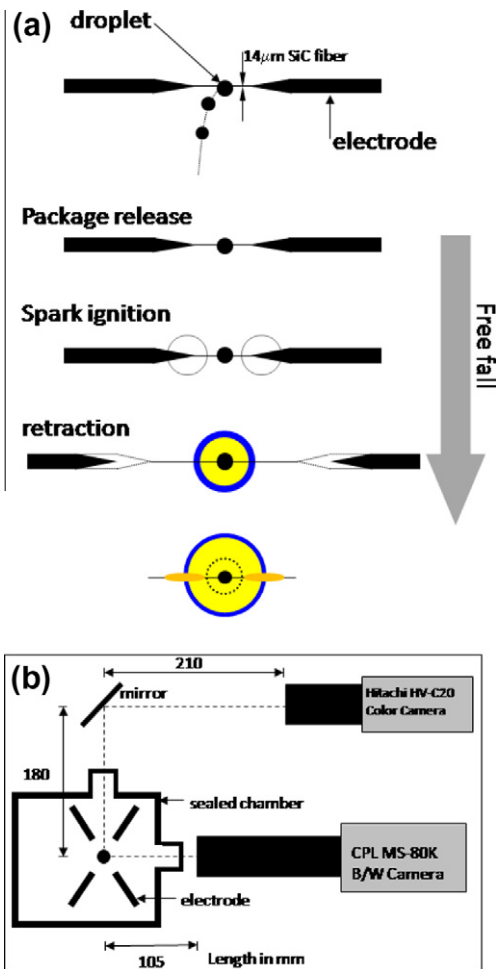 (a)
droplet
14μm SiC fiber
electrode
Package release
Spark ignition
retraction
Free fall
(b)
210
mirror
Hitachi HV-C20
Color Camera
180
sealed chamber
CPL MS-80K
B/W Camera
electrode
105
Length in mm